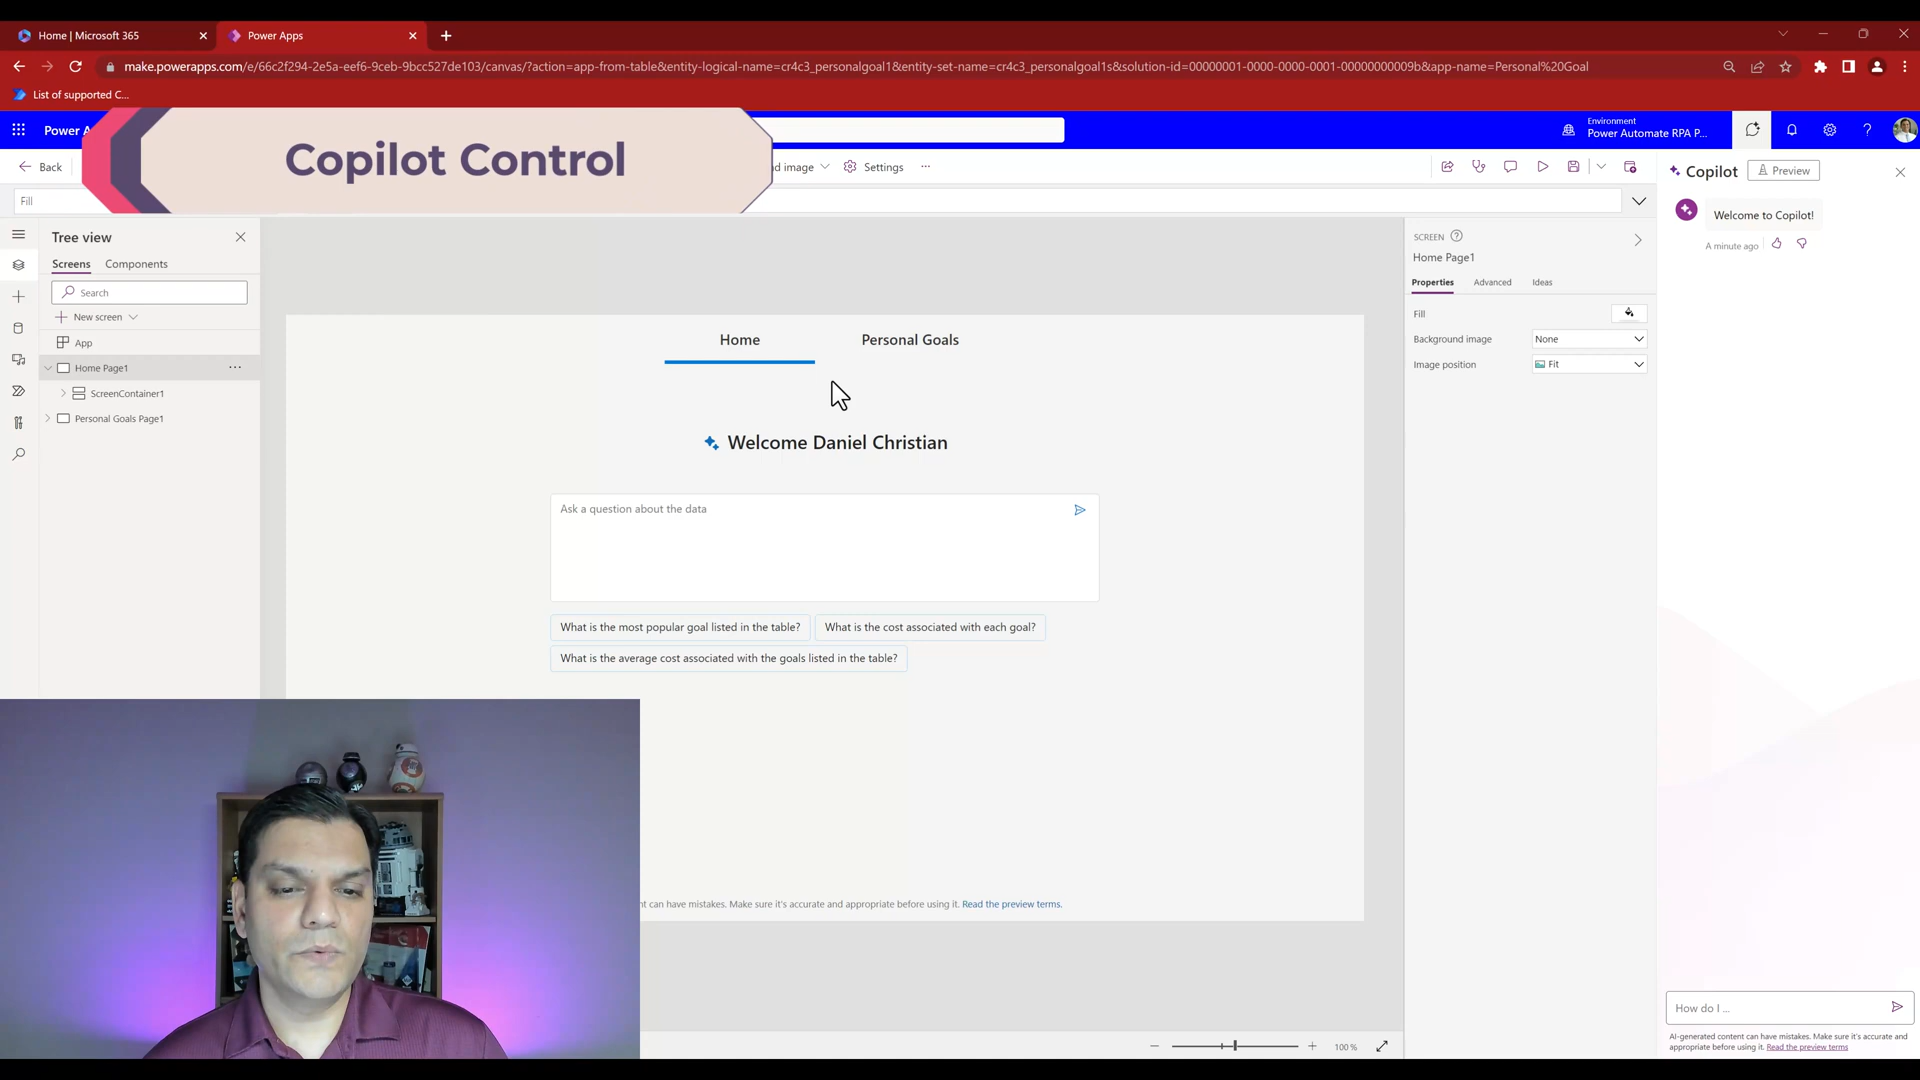 Home | Microsoft 365
Power Apps
make.powerapps.com/e/66c2f294-2e5a-eef6-9ceb-9bcc527de103/canvas/?action=app-from-table&entity-logical-name=cr4c3_personalgoal1&entity-set-name=cr4c3_personalgoal1s&solution-id=00000001-0000-0000-0001-00000000009b&app-name=Personal%20Goal
List of supported C...
Power A
Copilot Control
Environment
Power Automate RPA P...
Back
d image
Settings
Copilot
Preview
Fill
Welcome to Copilot!
A minute ago
Tree view
Screens
Components
Search
New screen
App
Home Page1
ScreenContainer1
Personal Goals Page1
Home
Personal Goals
Welcome Daniel Christian
Ask a question about the data
What is the most popular goal listed in the table?
What is the cost associated with each goal?
What is the average cost associated with the goals listed in the table?
t can have mistakes. Make sure it's accurate and appropriate before using it. Read the preview terms.
100 %
SCREEN
Home Page1
Properties
Advanced
Ideas
Fill
Background image
None
Image position
Fit
How do I ...
AI-generated content can have mistakes. Make sure it's accurate and
appropriate before using it. Read the preview terms